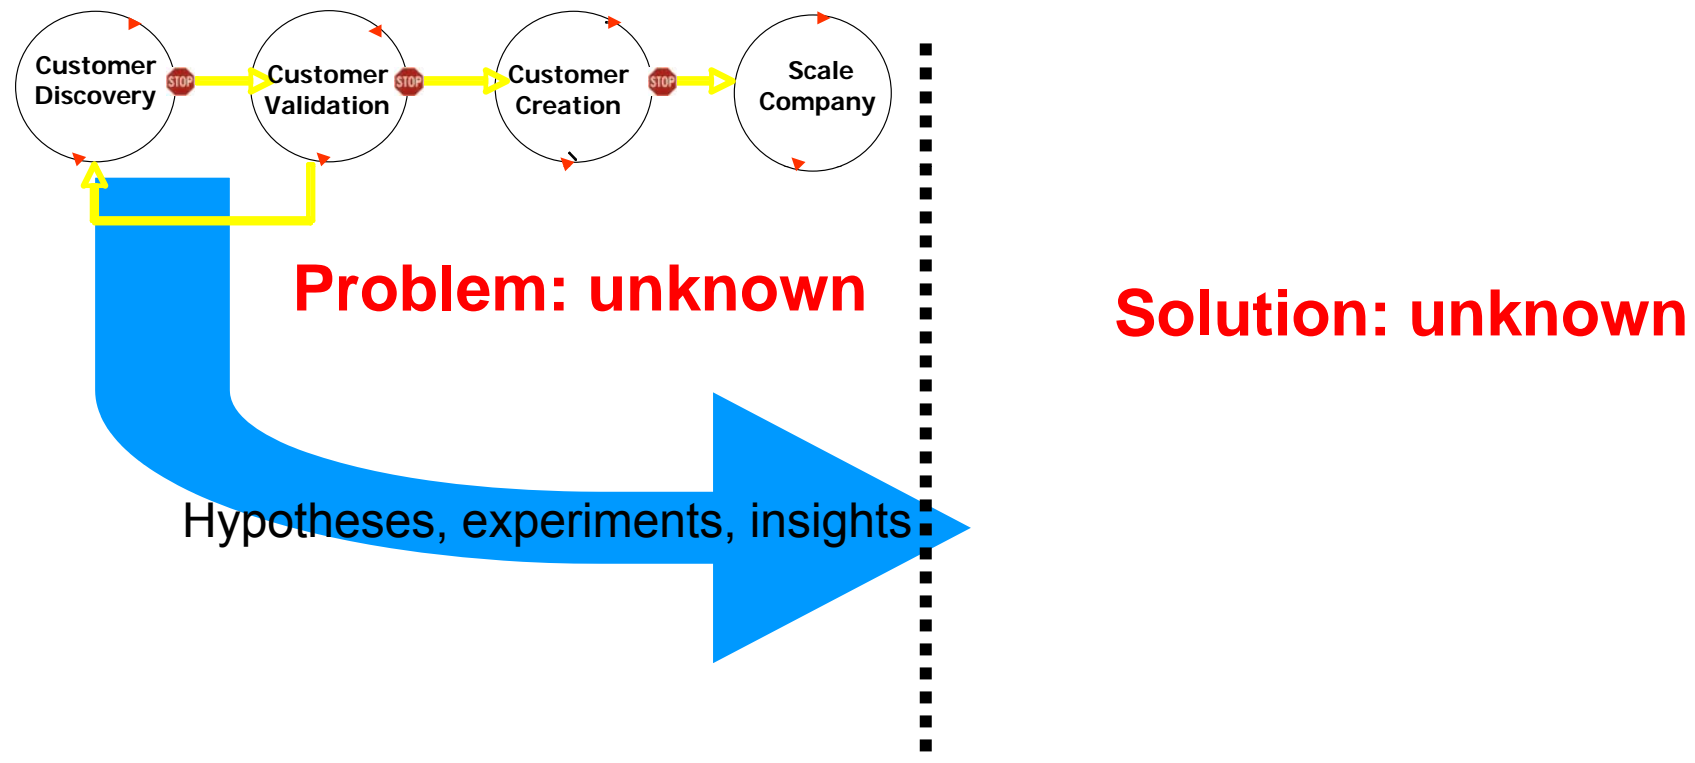 Customer
Discovery
STOP
Customer
Validation
STOP
Customer
Creation
STOP
Scale
Company
Problem: unknown
Solution: unknown
Hypotheses, experiments, insights